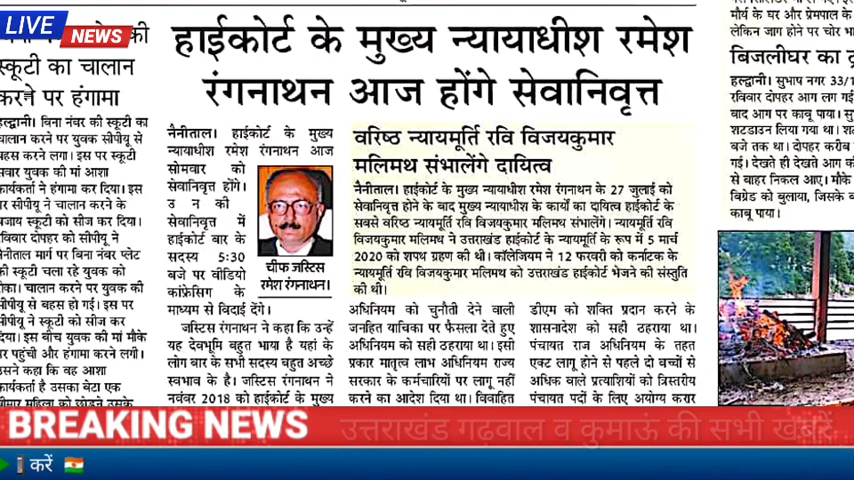 LIVE
NEWS
स्कूटी का चालान
करने पर हंगामा
हल्द्वानी। बिना नंबर की स्कूटी का
चालान करने पर युवक सीपीयू से
बहस करने लगा। इस पर स्कूटी
सवार युवक की मां आशा
कार्यकर्ता ने हंगामा कर दिया। इस
पर सीपीयू ने चालान करने के
बजाय स्कूटी को सीज कर दिया।
रविवार दोपहर को सीपीयू ने
नैनीताल मार्ग पर बिना नंबर प्लेट
की स्कूटी चला रहे युवक को
रोका। चालान करने पर युवक की
सीपीयू से बहस हो गई। इस पर
सीपीयू ने स्कूटी को सीज कर
दिया। इस बीच युवक की मां मौके
पर पहुंची और हंगामा करने लगी।
उसने कहा कि वह आशा
कार्यकर्ता है उसका बेटा एक
बीमार महिला को छोड़ने उसके
हाईकोर्ट के मुख्य न्यायाधीश रमेश
रंगनाथन आज होंगे सेवानिवृत्त
नैनीताल। हाईकोर्ट के मुख्य
न्यायाधीश रमेश रंगनाथन आज
सोमवार को
सेवानिवृत्त होंगे।
उ न की
सेवानिवृत्त में
हाईकोर्ट बार के
सदस्य 5:30
बजे पर वीडियो
कांफ्रेसिंग के
माध्यम से विदाई देंगे।
चीफ जस्टिस
रमेश रंगनाथन।
जस्टिस रंगनाथन ने कहा कि उन्हें
यह देवभूमि बहुत भाया है यहां के
लोग बार के सभी सदस्य बहुत अच्छे
स्वभाव के है। जस्टिस रंगनाथन ने
नवंबर 2018 को हाईकोर्ट के मुख्य
वरिष्ठ न्यायमूर्ति रवि विजयकुमार
मलिमथ संभालेंगे दायित्व
नैनीताल। हाईकोर्ट के मुख्य न्यायाधीश रमेश रंगनाथन के 27 जुलाई को
सेवानिवृत्त होने के बाद मुख्य न्यायाधीश के कार्यों का दायित्व हाईकोर्ट के
सबसे वरिष्ठ न्यायमूर्ति रवि विजयकुमार मलिमथ संभालेंगे। न्यायमूर्ति रवि
विजयकुमार मलिमथ ने उत्तराखंड हाईकोर्ट के न्यायमूर्ति के रूप में 5 मार्च
2020 को शपथ ग्रहण की थी। कॉलेजियम ने 12 फरवरी को कर्नाटक के
न्यायमूर्ति रवि विजयकुमार मलिमथ को उत्तराखंड हाईकोर्ट भेजने की संस्तुति
की थी।
अधिनियम को चुनौती देने वाली
जनहित याचिका पर फैसला देते हुए
अधिनियम को सही ठहराया था। इसी
प्रकार मातृत्व लाभ अधिनियम राज्य
सरकार के कर्मचारियों पर लागू नहीं
करने का आदेश दिया था। विवाहित
डीएम को शक्ति प्रदान करने के
शासनादेश को सही ठहराया था।
पंचायत राज अधिनियम के तहत
एक्ट लागू होने से पहले दो बच्चों से
अधिक वाले प्रत्याशियों को त्रिस्तरीय
पंचायत पदों के लिए अयोग्य करार
मौर्य के घर और प्रेमपाल के
लेकिन जाग होने पर चोर भा
बिजलीघर का ट्र
हल्द्वानी। सुभाष नगर 33/1
रविवार दोपहर आग लग गई
बाद आग पर काबू पाया। सु
शटडाउन लिया गया था। श
बजे तक था। दोपहर करीब
गई। देखते ही देखते आग की
से बाहर निकल आए। मौके
बिग्रेड को बुलाया, जिसके ब
काबू पाया।
BREAKING NEWS
उत्तराखंड गढ़वाल व कुमाऊं की सभी खबरें
करें